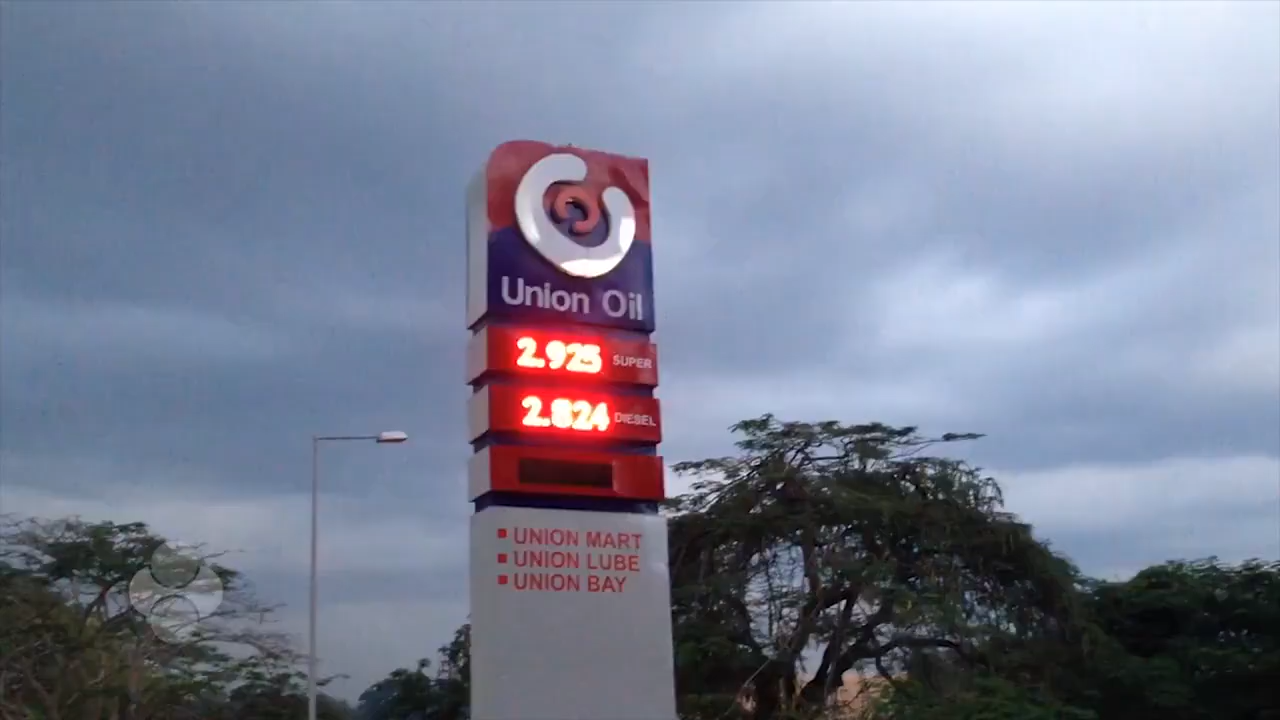 Union Oil
2.925 SUPER
2.824 DIESEL
UNION MART
UNION LUBE
UNION BAY